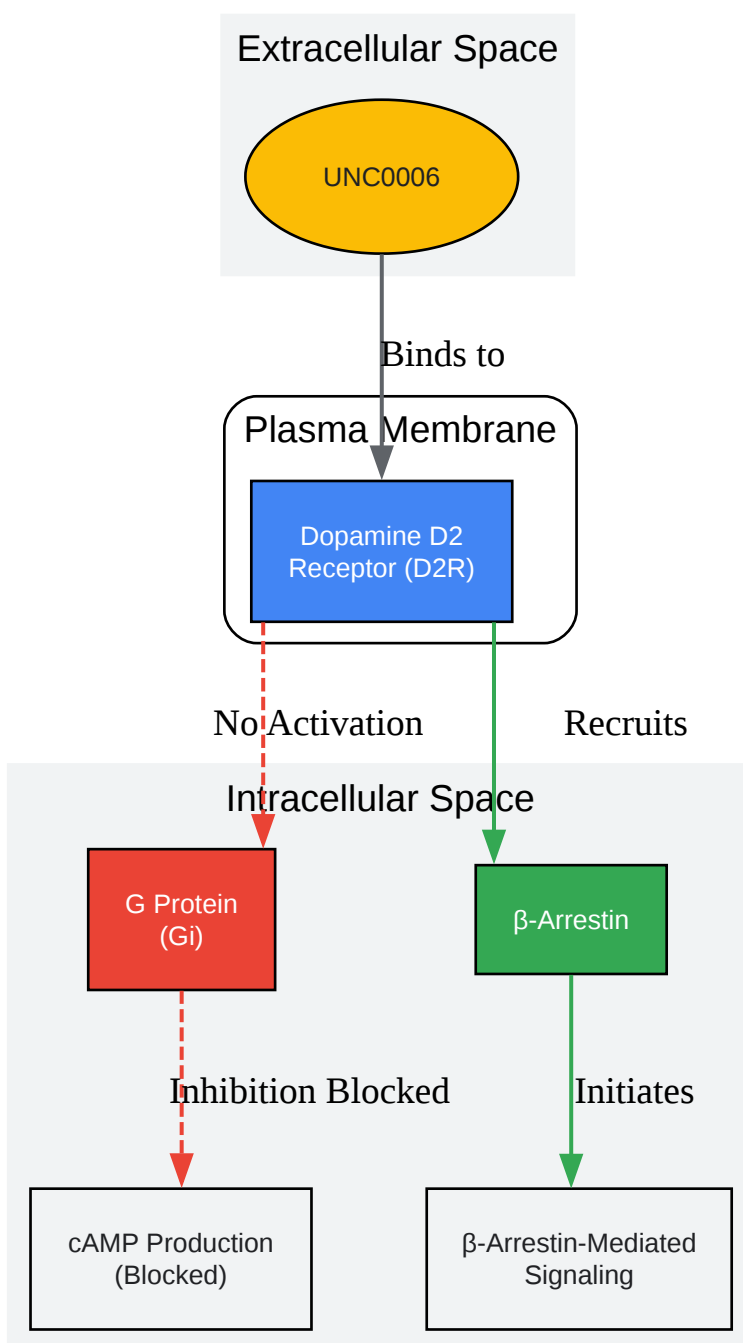 Extracellular Space
UNC0006
Binds to
Plasma Membrane
Dopamine D2
Receptor (D2R)
No Activation
Recruits
Intracellular Space
G Protein
(Gi)
β-Arrestin
Inhibition Blocked
Initiates
cAMP Production
(Blocked)
β-Arrestin-Mediated
Signaling